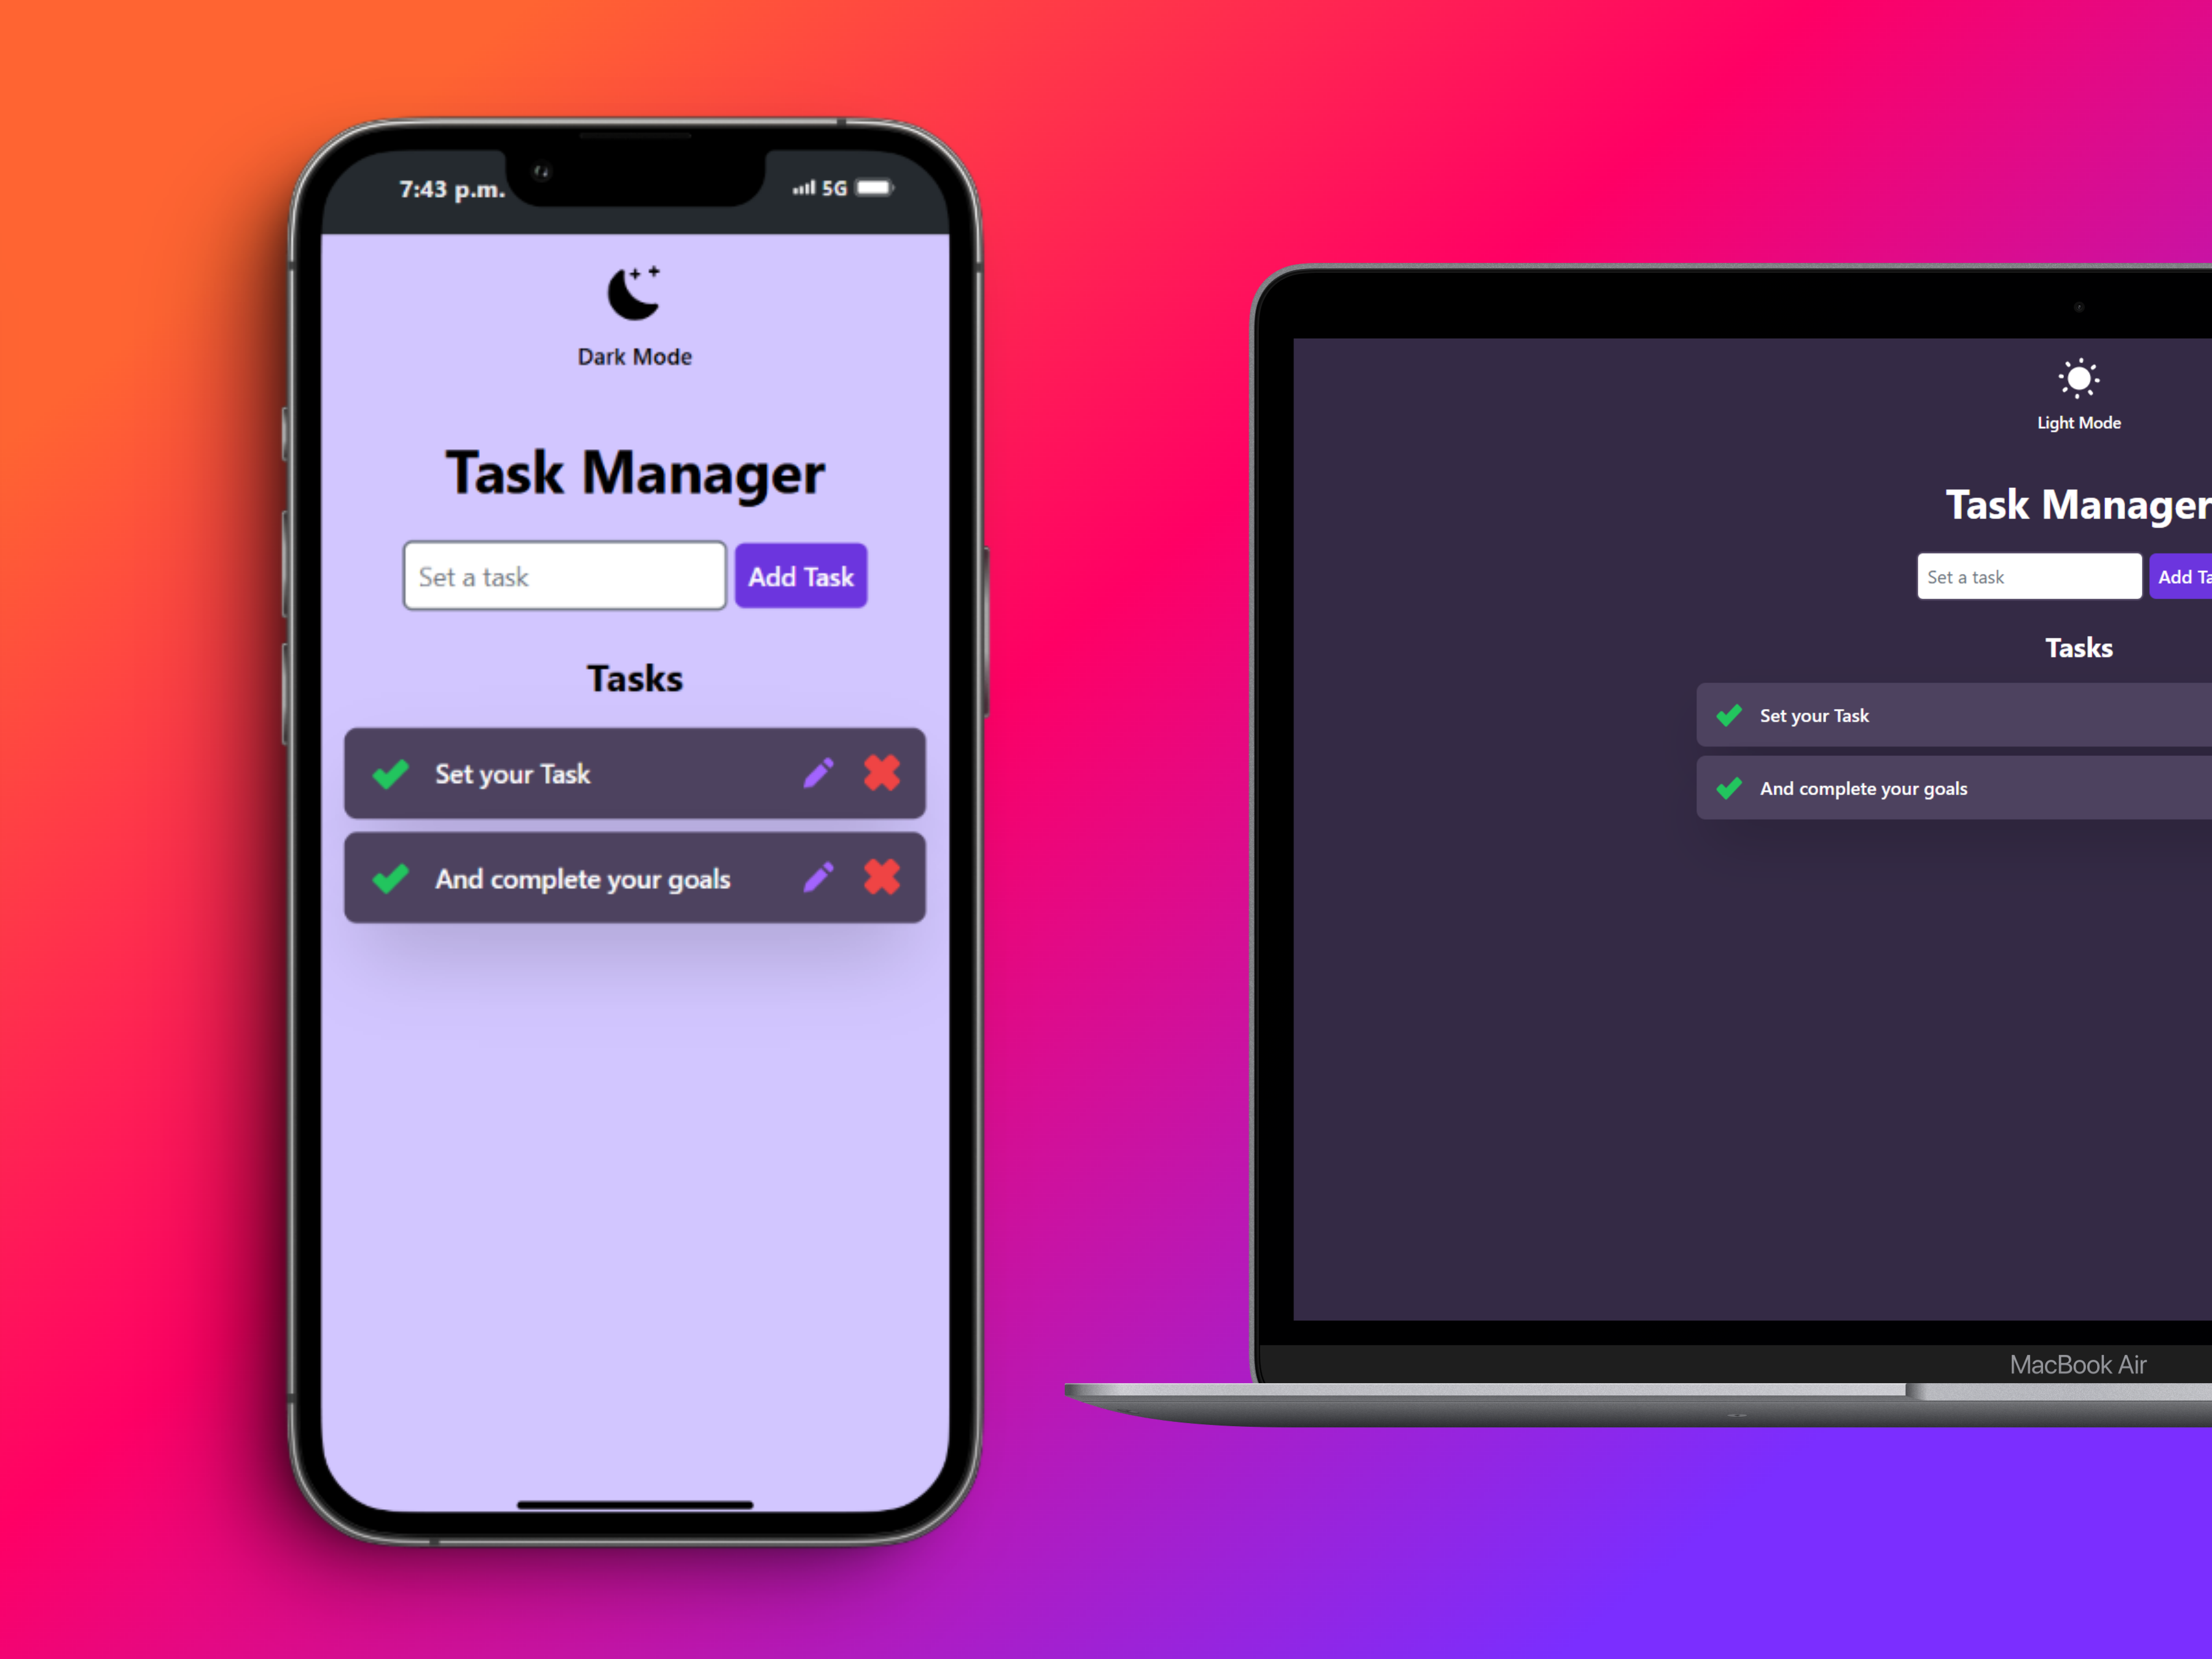 7:43 p.m.
5G
Dark Mode
Task Manager
Set a task
Add Task
Tasks
Set your Task
And complete your goals
Light Mode
Task Manager
Set a task
Add Ta
Tasks
Set your Task
And complete your goals
MacBook Air